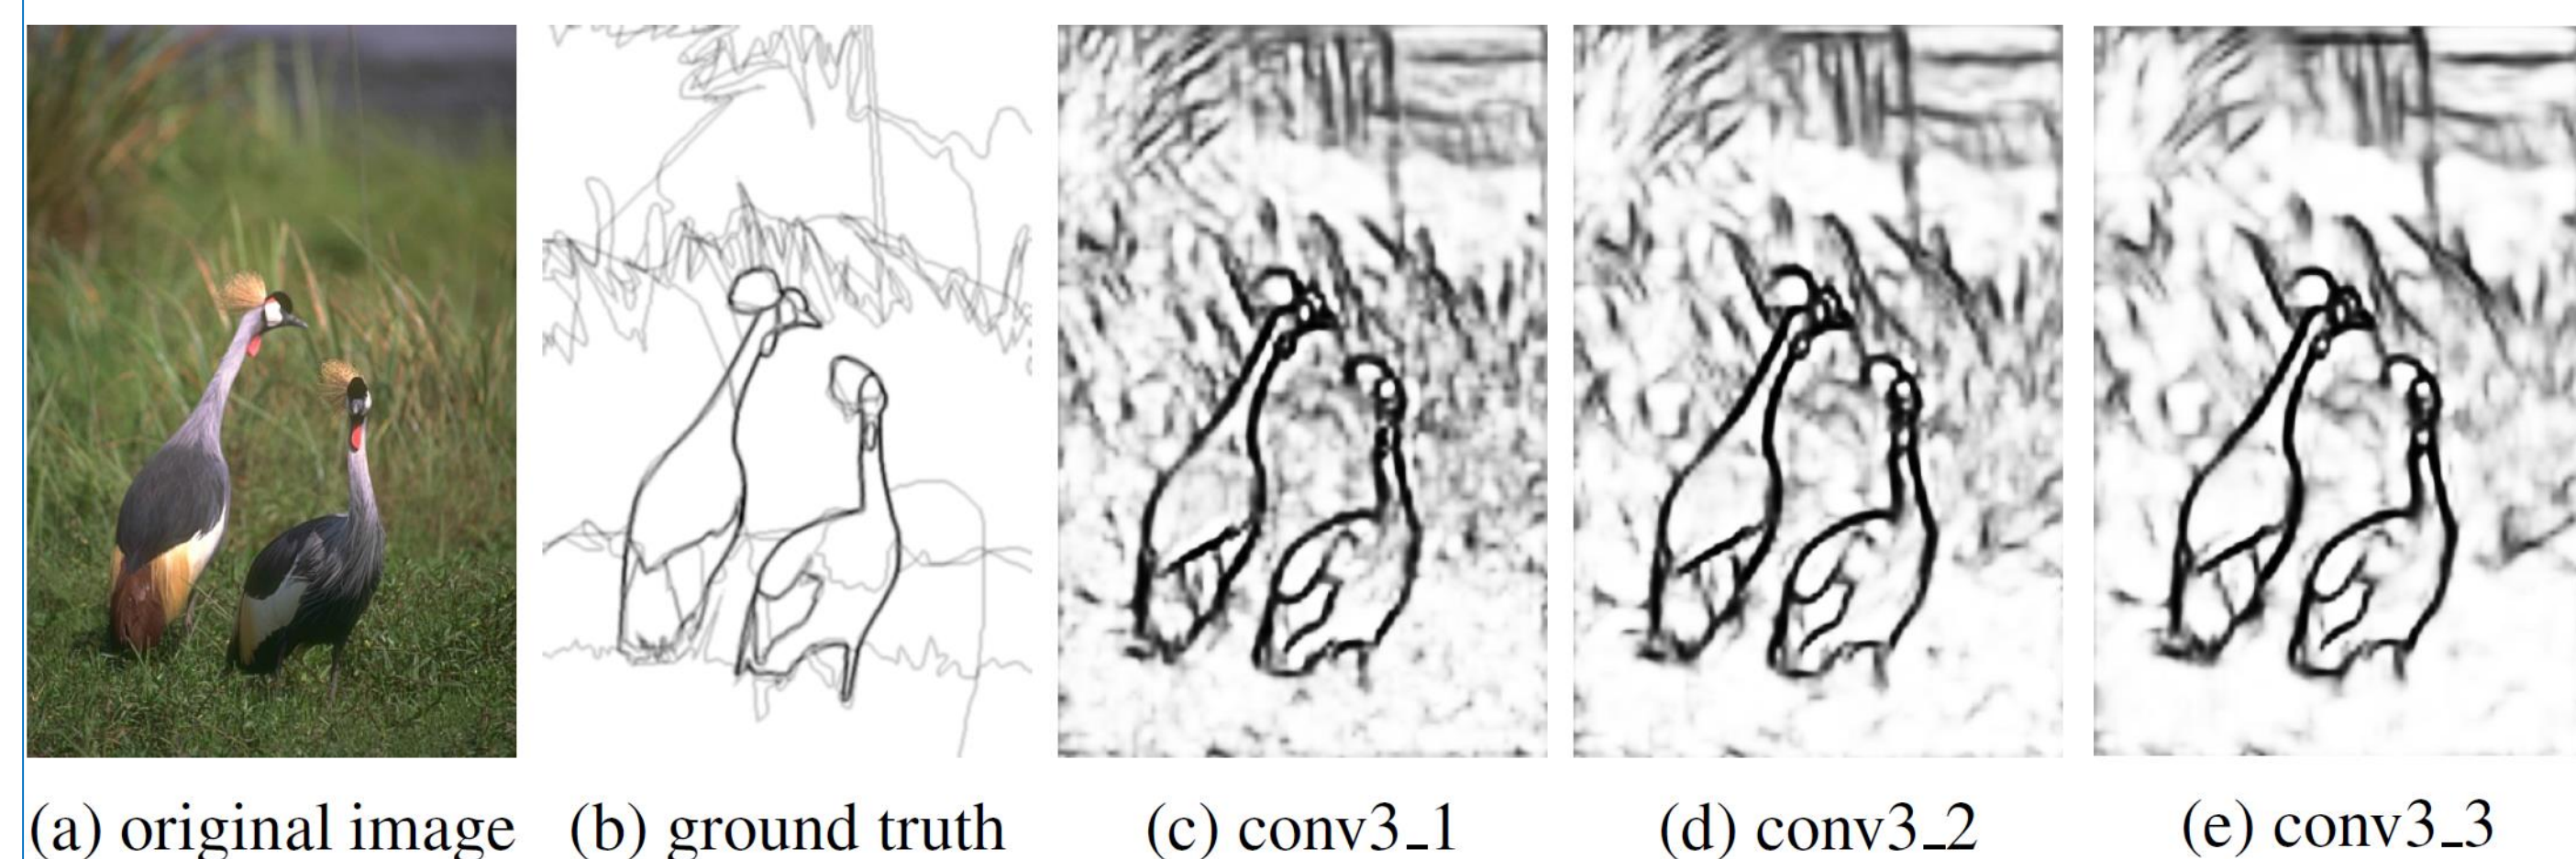 (a) original image (b) ground truth (c) conv3_1 (d) conv3_2 (e) conv3_3